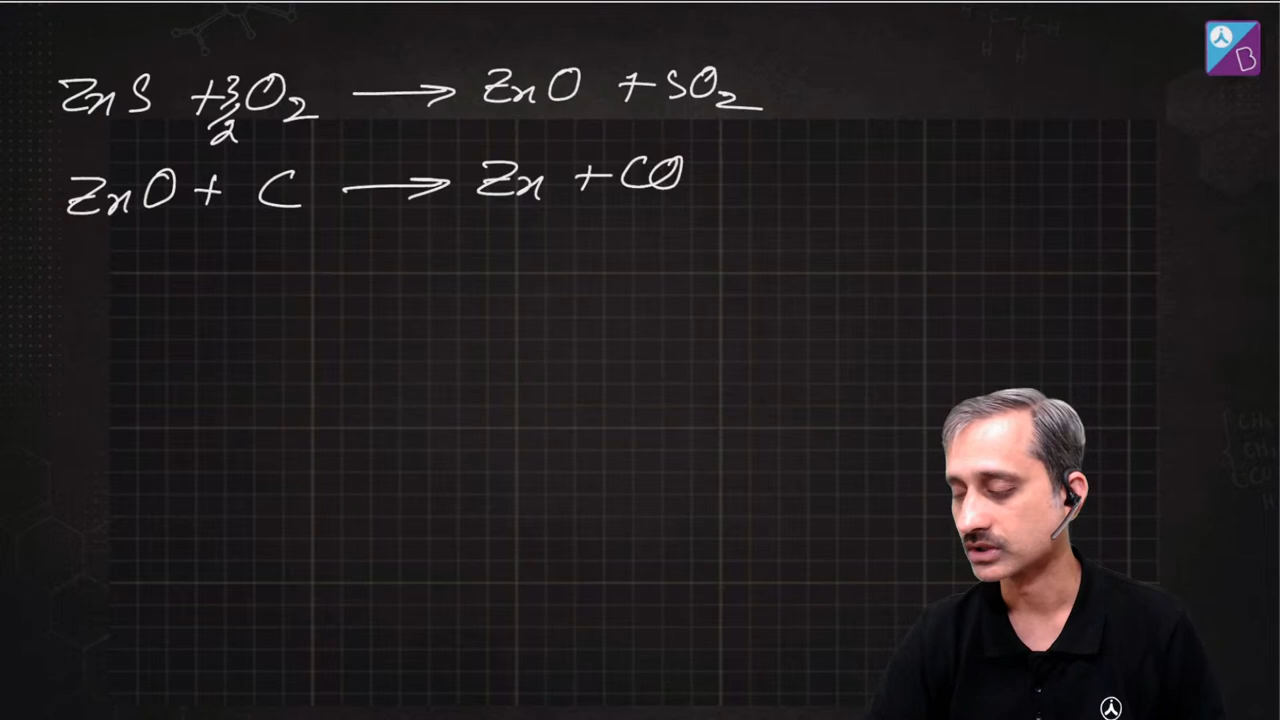 ZnS + 3/2 O2 → ZnO + SO2
ZnO + C → Zn + CO
B